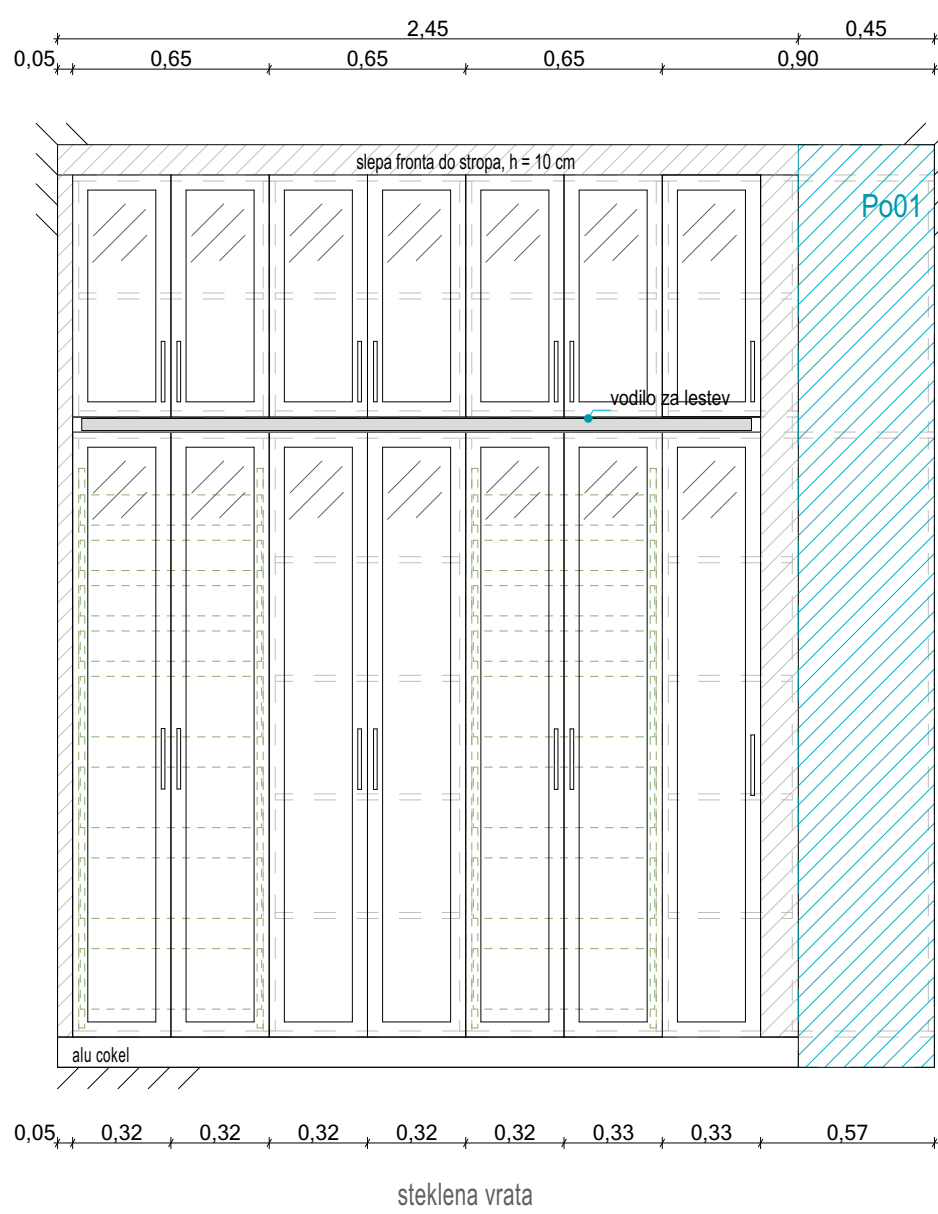 2,45 0,45
0,05 0,65 0,65 0,65 0,90
slepa fronta do stropa, h = 10 cm
Po01
vodilo za lestev
alu cokel
0,05 0,32 0,32 0,32 0,32 0,32 0,33 0,33 0,57
steklena vrata